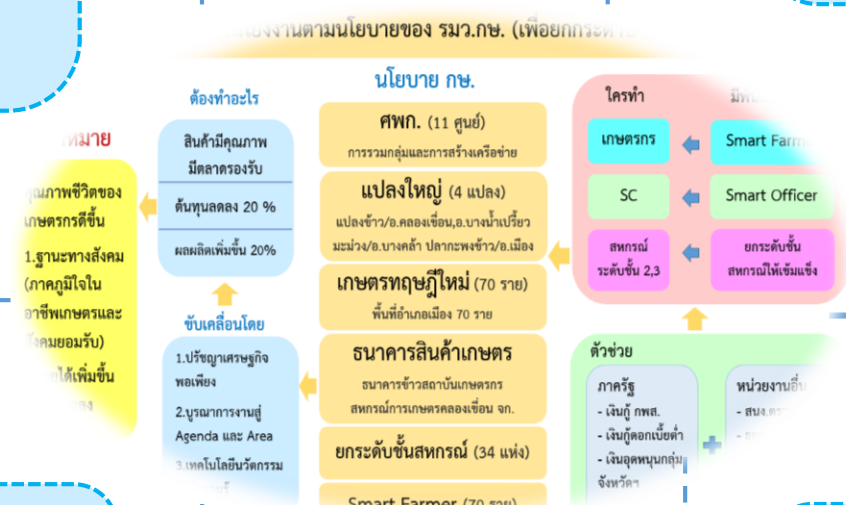 งานตามนโยบายของ รมว.กษ. (เพื่อยกกระดับ
นโยบาย กษ.
หมาย
คุณภาพชีวิตของ
เกษตรกรดีขึ้น
1.ฐานะทางสังคม
(ภาคภูมิใจใน
อาชีพเกษตรและ
สังคมยอมรับ)
ได้เพิ่มขึ้น
ต้องทำอะไร
สินค้ามีคุณภาพ
มีตลาดรองรับ
ต้นทุนลดลง 20 %
ผลผลิตเพิ่มขึ้น 20%
ขับเคลื่อนโดย
1.ปรัชญาเศรษฐกิจ
พอเพียง
2.บูรณาการงานสู่
Agenda และ Area
3.เทคโนโลยีนวัตกรรม
ศพก. (11 ศูนย์)
การรวมกลุ่มและการสร้างเครือข่าย
แปลงใหญ่ (4 แปลง)
แปลงข้าว/อ.คลองเขื่อน,อ.บางน้ำเปรี้ยว
มะม่วง/อ.บางคล้า ปลากะพงขาว/อ.เมือง
เกษตรทฤษฎีใหม่ (70 ราย)
พื้นที่อำเภอเมือง 70 ราย
ธนาคารสินค้าเกษตร
ธนาคารข้าวสถาบันเกษตรกร
สหกรณ์การเกษตรคลองเขื่อน จก.
ยกระดับชั้นสหกรณ์ (34 แห่ง)
Smart Farmer (70 ราย)
ใครทำ
เกษตรกร
Smart Farmer
SC
Smart Officer
สหกรณ์
ระดับชั้น 2,3
ยกระดับชั้น
สหกรณ์ให้เข้มแข็ง
ตัวช่วย
ภาครัฐ
- เงินกู้ กพส.
- เงินกู้ดอกเบี้ยต่ำ
- เงินอุดหนุนกลุ่ม
จังหวัดฯ
หน่วยงานอื่น